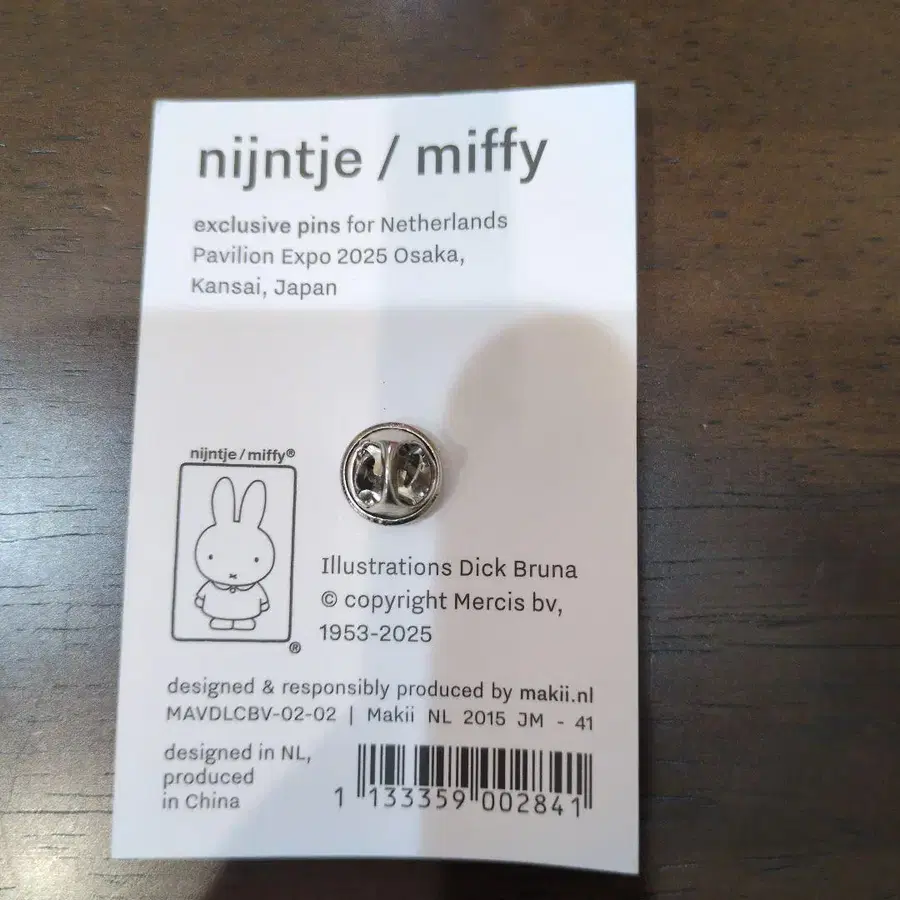 nijntje / miffy
exclusive pins for Netherlands
Pavilion Expo 2025 Osaka,
Kansai, Japan
nijntje / miffy®
®
Illustrations Dick Bruna
© copyright Mercis bv,
1953-2025
designed & responsibly produced by makii.nl
MAVDLCBV-02-02 | Makii NL 2015 JM - 41
designed in NL,
produced
in China
1 133359 002841